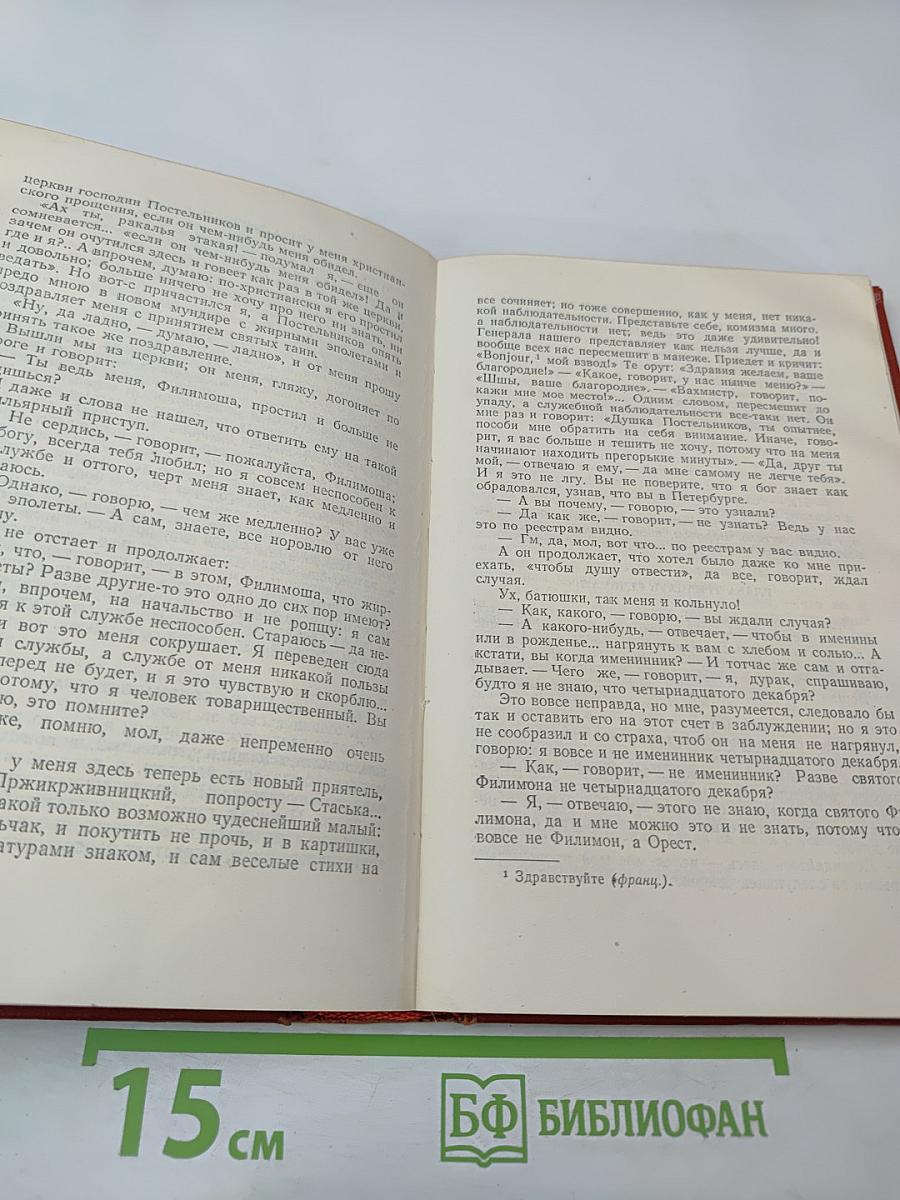 церкви господин Постельников и просит у меня христиан-
ского прощения, если он чем-нибудь меня обидел.
«Ах ты, ракалья этакая! — подумал я, — еще он
сомневается... «если он чем-нибудь меня обидел»! Да и
зачем он очутился здесь и говеет как раз в той же церкви,
где и я?.. А впрочем, думаю: по-христиански я его простил
и довольно; больше ничего не хочу про него ни знать, ни
ведать». Но вот-с причастился я, а Постельников опять
предо мною в новом мундире с жирными эполетами и
оздравляет меня с принятием святых таин.
«Ну, да ладно, — думаю, — ладно», и от меня прошу
ринять такое же поздравление.
Вышли мы из церкви; он меня, гляжу, догоняет по
роге и говорит:
— Ты ведь меня, Филимоша, простил и больше не
дишься?
даже и слова не нашел, что ответить ему на такой
ильярный приступ.
Не сердись, — говорит, — пожалуйста, Филимоша;
богу, всегда тебя любил; но я совсем неспособен к
службе и оттого, черт меня знает, как медленно и
аюсь.
Однако, — говорю, — чем же медленно? У вас уже
эполеты. — А сам, знаете, все норовлю от него
ну.
не отстает и продолжает:
что, — говорит, — в этом, Филимоша, что жир-
еты? Разве другие-то это одно до сих пор имеют?
впрочем, на начальство и не ропщу: я сам
я к этой службе неспособен. Стараюсь — да не-
и вот это меня сокрушает. Я переведен сюда
службы, а службе от меня никакой пользы
перед не будет, и я это чувствую и скорблю...
отому, что я человек товарищественный. Вы
ю, это помните?
же, помню, мол, даже непременно очень
у меня здесь теперь есть новый приятель,
Пржикрживницкий, попросту — Стаська...
акой только возможно чудеснейший малый:
ьчак, и покутить не прочь, и в картишки,
атурами знаком, и сам веселые стихи на
все сочиняет; но тоже совершенно, как у меня, нет ника-
кой наблюдательности. Представьте себе, комизма много,
а наблюдательности нет; ведь это даже удивительно!
Генерала нашего представляет как нельзя лучше, да и
вообще всех нас пересмешит в манеже. Приедет и кричит:
«Bonjour,¹ мой взвод!» Те орут: «Здравия желаем, ваше
благородие!» — «Какое, говорит, у нас нынче меню?» —
«Шшы, ваше благородие». — «Вахмистр, говорит, по-
кажи мне мое место!»... Одним словом, пересмешит до
упаду, а служебной наблюдательности все-таки нет. Он
мне раз и говорит: «Душка Постельников, ты опытнее,
пособи мне обратить на себя внимание. Иначе, гово-
рит, я вас больше и тешить не хочу, потому что на меня
начинают находить прегорькие минуты». — «Да, друг ты
мой, — отвечаю я ему, — да мне самому не легче тебя».
И я это не лгу. Вы не поверите, что я бог знает как
обрадовался, узнав, что вы в Петербурге.
— А вы почему, — говорю, — это узнали?
— Да как же, — говорит, — не узнать? Ведь у нас
это по реестрам видно.
— Гм, да, мол, вот что... по реестрам у вас видно.
А он продолжает, что хотел было даже ко мне при-
ехать, «чтобы душу отвести», да все, говорит, ждал
случая.
Ух, батюшки, так меня и кольнуло!
— Как, какого, — говорю, — вы ждали случая?
— А какого-нибудь, — отвечает, — чтобы в именины
или в рожденье... нагрянуть к вам с хлебом и солью... А
кстати, вы когда именинник? — И тотчас же сам и отга-
дывает. — Чего же, — говорит, — я, дурак, спрашиваю,
будто я не знаю, что четырнадцатого декабря?
Это вовсе неправда, но мне, разумеется, следовало бы
так и оставить его на этот счет в заблуждении; но я это
не сообразил и со страха, чтоб он на меня не нагрянул,
говорю: я вовсе и не именинник четырнадцатого декабря.
— Как, — говорит, — не именинник? Разве святого
Филимона не четырнадцатого декабря?
— Я, — отвечаю, — этого не знаю, когда святого Фи
лимона, да и мне можно это и не знать, потому что
вовсе не Филимон, а Орест.
¹ Здравствуйте (франц.).
15 см
БФ БИБЛИОФАН